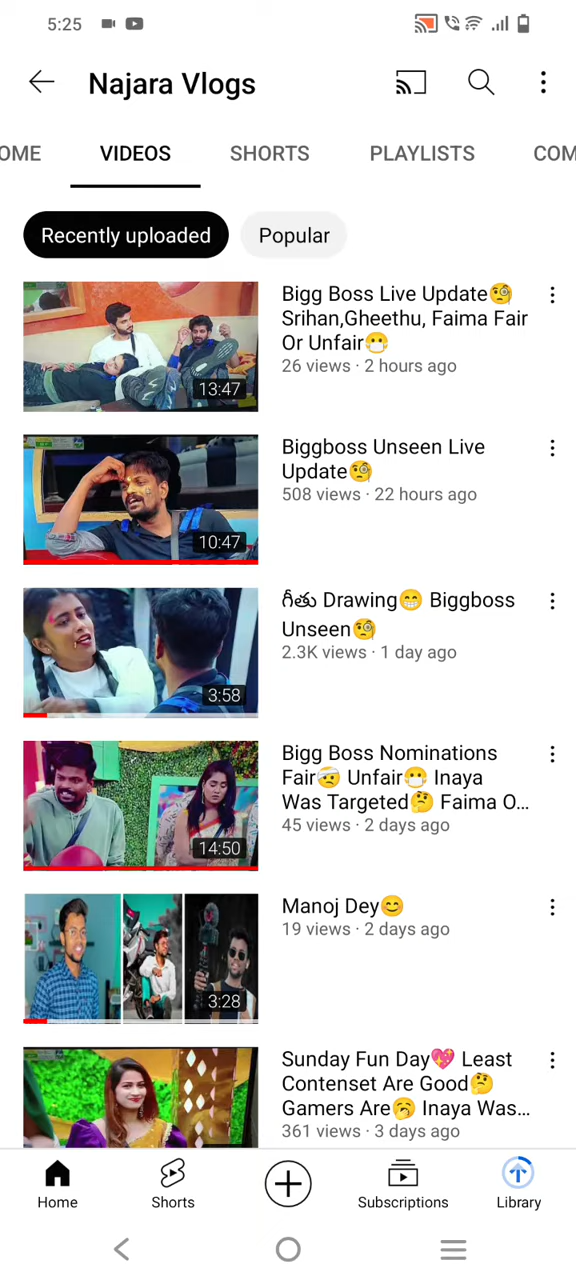 5:25
Najara Vlogs
OME VIDEOS SHORTS PLAYLISTS COM
Recently uploaded Popular
Bigg Boss Live Update🧐
Srihan,Gheethu, Faima Fair
Or Unfair😷
26 views · 2 hours ago
13:47
Biggboss Unseen Live
Update🧐
508 views · 22 hours ago
10:47
గీతు Drawing😁 Biggboss
Unseen🧐
2.3K views · 1 day ago
3:58
Bigg Boss Nominations
Fair🤕 Unfair😷 Inaya
Was Targeted🤔 Faima O...
45 views · 2 days ago
14:50
Manoj Dey😊
19 views · 2 days ago
3:28
Sunday Fun Day💖 Least
Contenset Are Good🤔
Gamers Are🥱 Inaya Was...
361 views · 3 days ago
Home Shorts Subscriptions Library